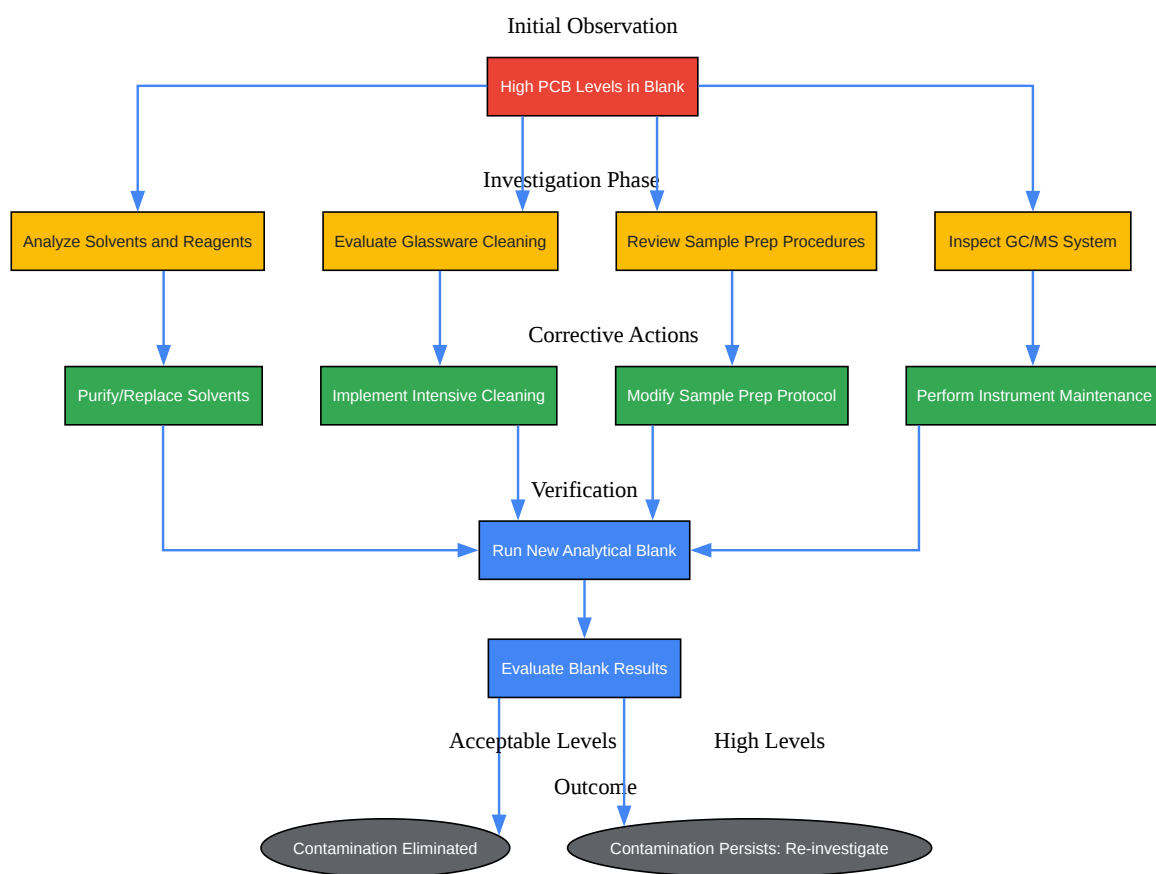 Initial Observation
High PCB Levels in Blank
Investigation Phase
Analyze Solvents and Reagents
Evaluate Glassware Cleaning
Review Sample Prep Procedures
Inspect GC/MS System
Corrective Actions
Purify/Replace Solvents
Implement Intensive Cleaning
Modify Sample Prep Protocol
Perform Instrument Maintenance
Verification
Run New Analytical Blank
Evaluate Blank Results
Acceptable Levels
High Levels
Outcome
Contamination Eliminated
Contamination Persists: Re-investigate